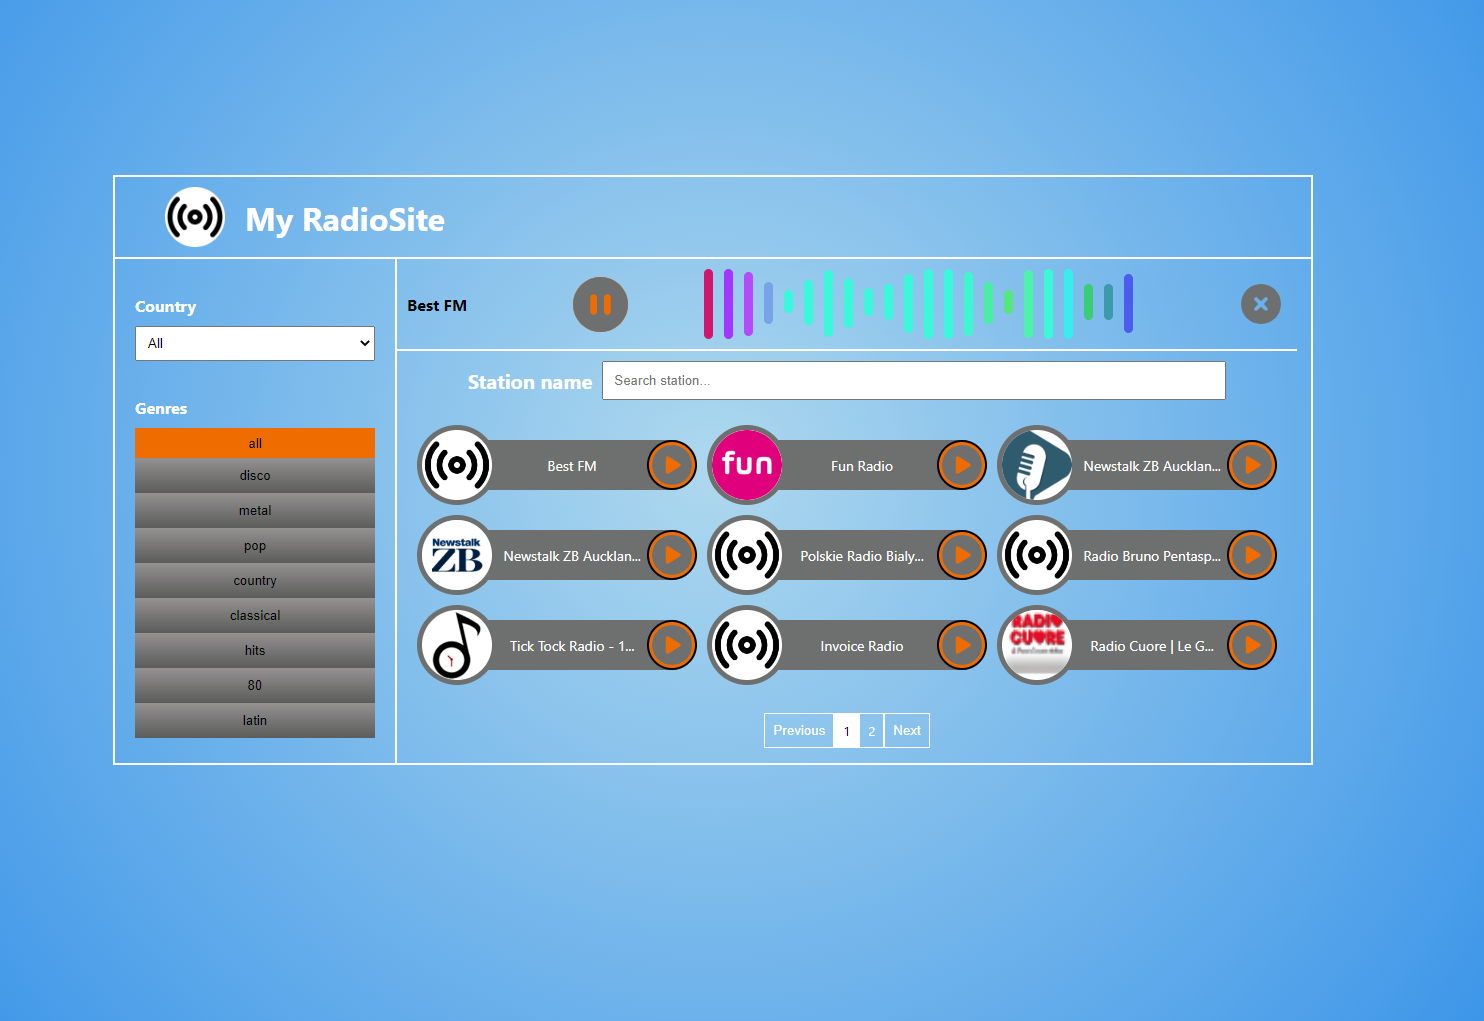 My RadioSite
Country
All
Genres
all
disco
metal
pop
country
classical
hits
80
latin
Best FM
Station name
Search station...
Best FM
fun
Fun Radio
Newstalk ZB Aucklan...
Newstalk
ZB
Newstalk ZB Aucklan...
Polskie Radio Bialy...
Radio Bruno Pentasp...
Tick Tock Radio - 1...
Invoice Radio
RADIO
CUORE
Radio Cuore | Le G...
Previous 1 2 Next